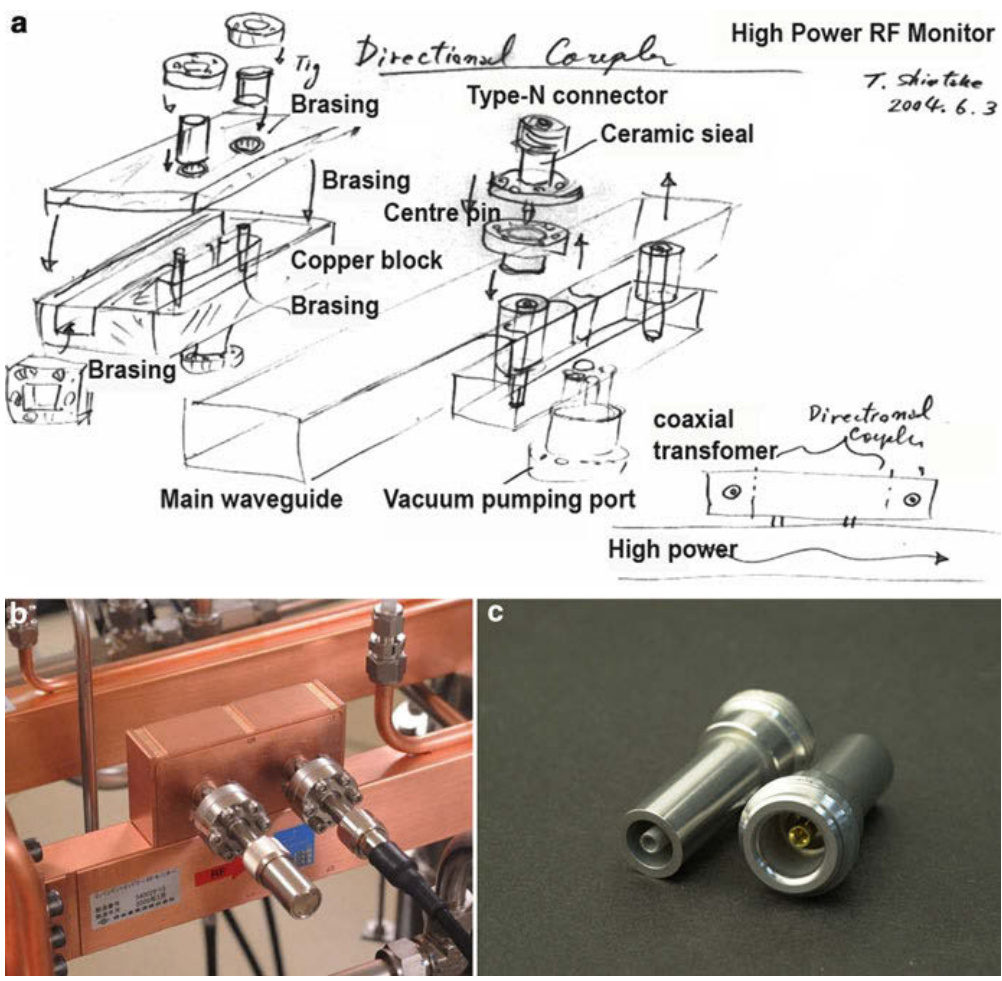 a
High Power RF Monitor
Directional Coupler
T. Shintake
2004. 6. 3
Tig
Brasing
Type-N connector
Ceramic sieal
Brasing
Centre pin
Copper block
Brasing
Brasing
Main waveguide
Vacuum pumping port
coaxial
transfomer
Directional
Coupler
High power
b
RF
c